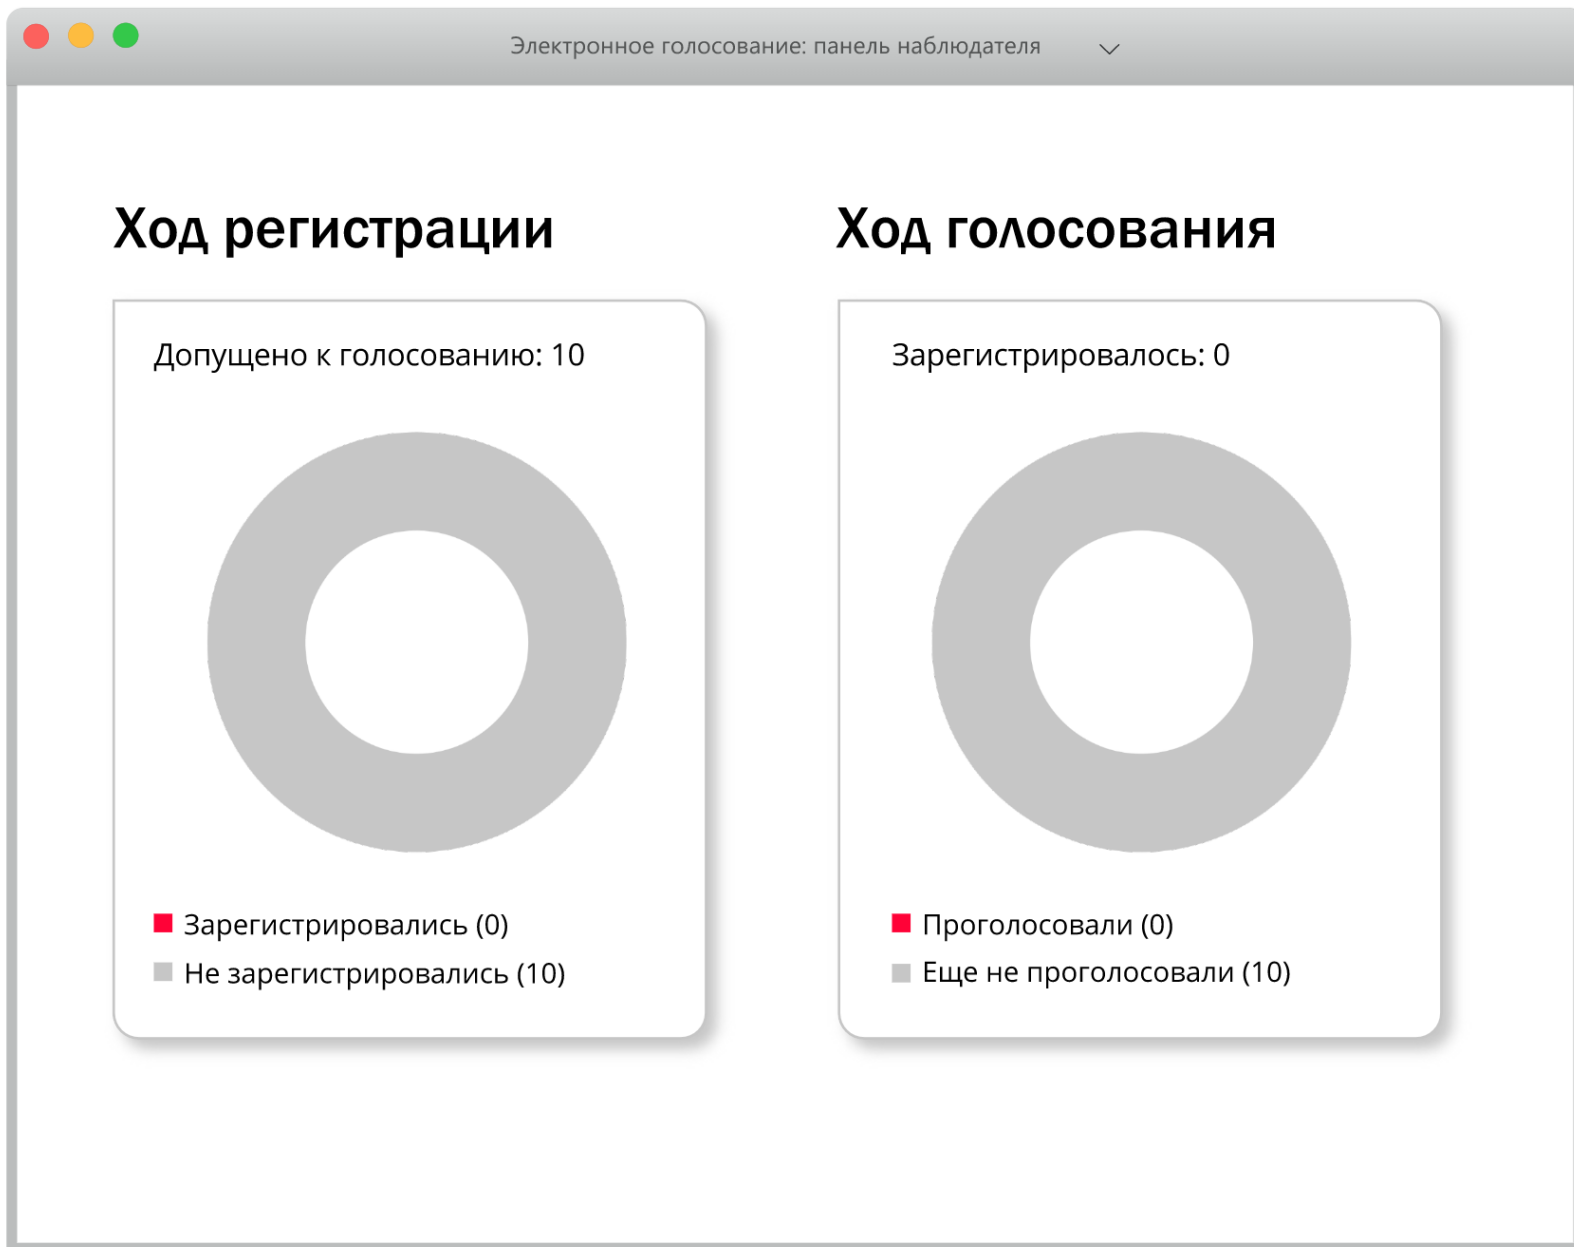 Электронное голосование: панель наблюдателя
Ход регистрации
Допущено к голосованию: 10
Зарегистрировались (0)
Не зарегистрировались (10)
Ход голосования
Зарегистрировалось: 0
Проголосовали (0)
Еще не проголосовали (10)